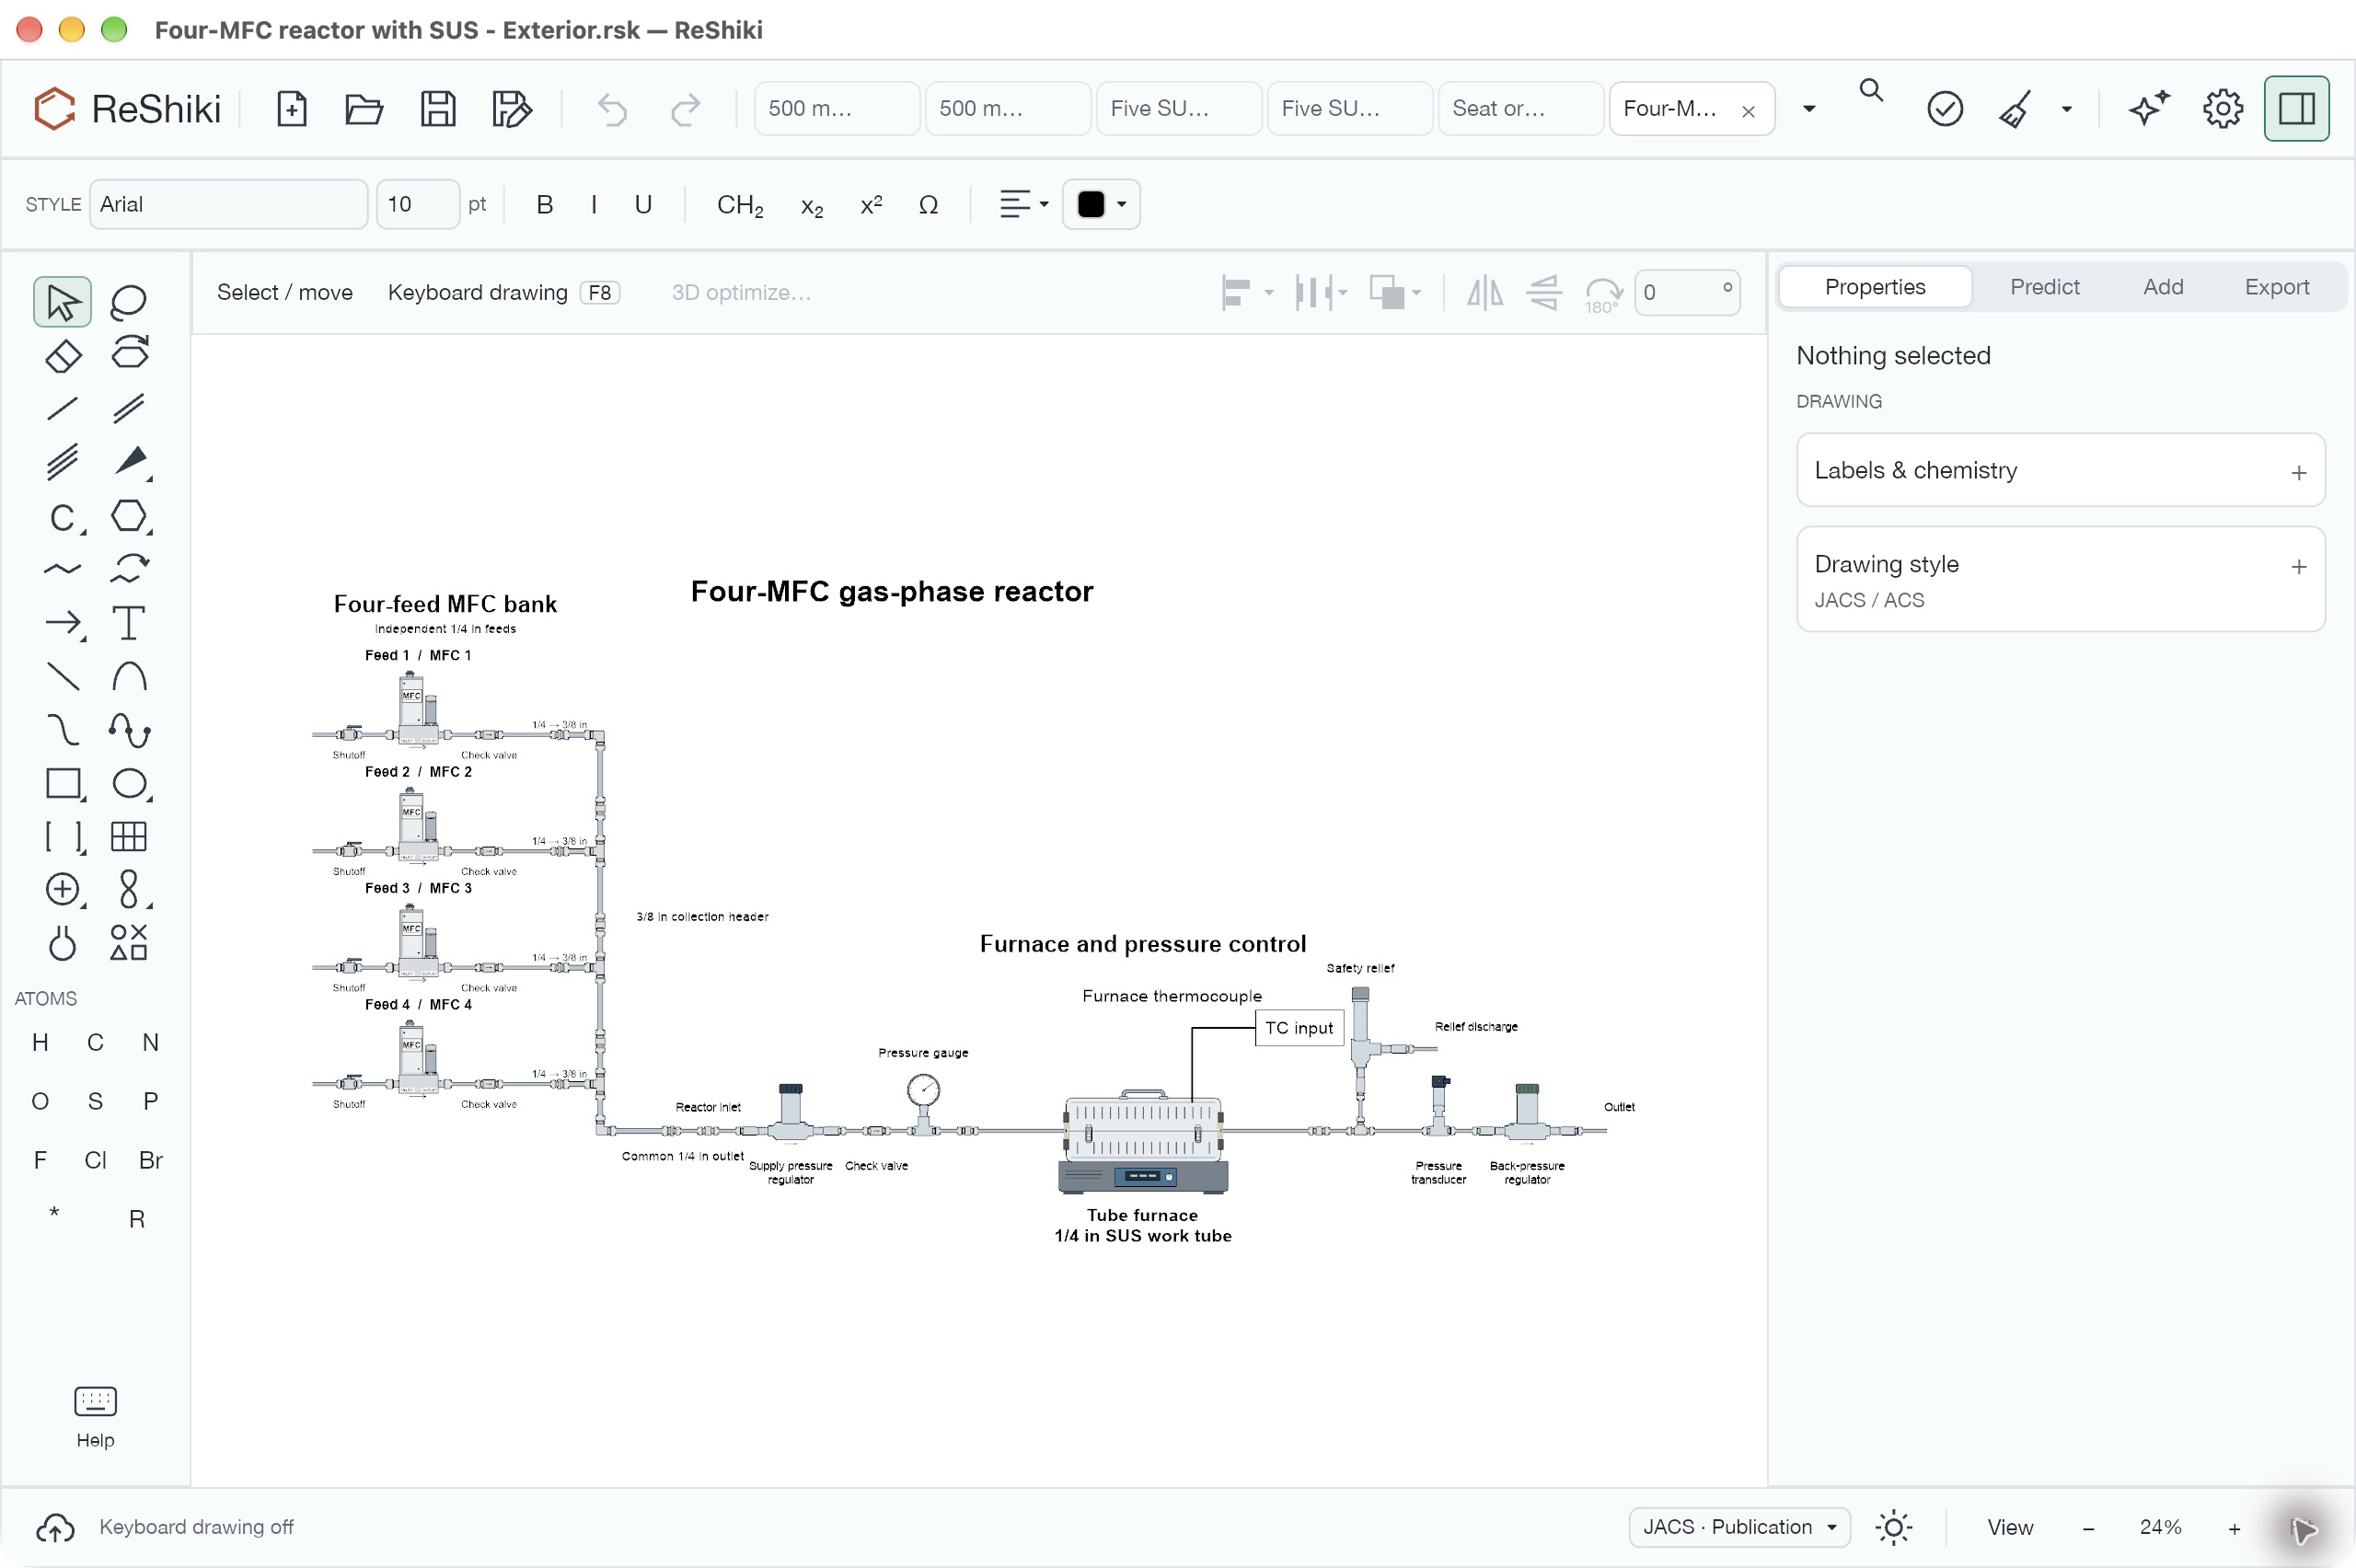 Four-MFC reactor with SUS - Exterior.rsk — ReShiki
ReShiki
500 m...
500 m...
Five SU...
Five SU...
Seat or...
Four-M...
STYLE
Arial
10
pt
B
I
U
CH₂
x₂
x²
Ω
Select / move
Keyboard drawing
F8
3D optimize...
180°
0
°
Properties
Predict
Add
Export
Nothing selected
DRAWING
Labels & chemistry
Drawing style
JACS / ACS
C
T
ATOMS
H C N
O S P
F Cl Br
* R
Help
Four-MFC gas-phase reactor
Four-feed MFC bank
Independent 1/4 in feeds
Feed 1 / MFC 1
MFC
1/4 → 3/8 in
Shutoff
Check valve
Feed 2 / MFC 2
MFC
1/4 → 3/8 in
Shutoff
Check valve
Feed 3 / MFC 3
MFC
3/8 in collection header
1/4 → 3/8 in
Shutoff
Check valve
Feed 4 / MFC 4
MFC
1/4 → 3/8 in
Shutoff
Check valve
Furnace and pressure control
Safety relief
Furnace thermocouple
TC input
Relief discharge
Pressure gauge
Reactor inlet
Outlet
Common 1/4 in outlet
Supply pressure
regulator
Check valve
Pressure
transducer
Back-pressure
regulator
Tube furnace
1/4 in SUS work tube
Keyboard drawing off
JACS · Publication
View
−
24%
+